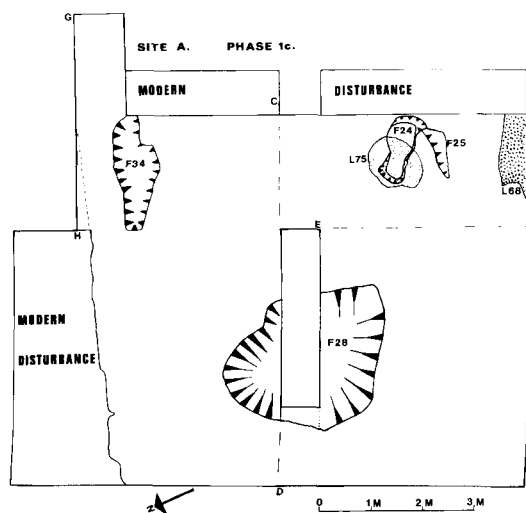 G
SITE A. PHASE 1c.
MODERN
C
DISTURBANCE
F24
F25
L75
F34
L68
H
E
MODERN
DISTURBANCE
F28
D
N
0 1M 2M 3M